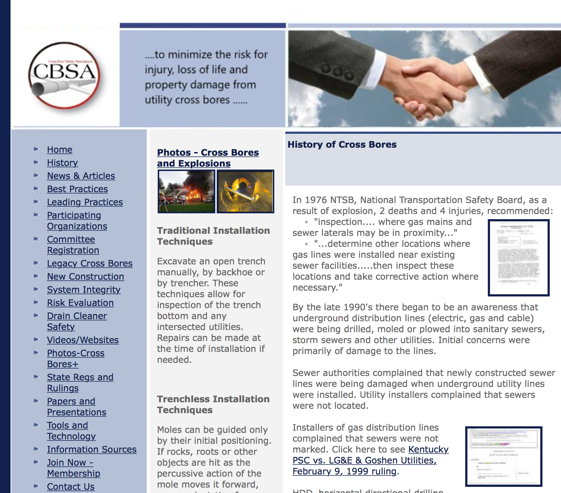 CBSA
....to minimize the risk for
injury, loss of life and
property damage from
utility cross bores ......
Home
History
News & Articles
Best Practices
Leading Practices
Participating
Organizations
Committee
Registration
Legacy Cross Bores
New Construction
System Integrity
Risk Evaluation
Drain Cleaner
Safety
Videos/Websites
Photos-Cross
Bores+
State Regs and
Rulings
Papers and
Presentations
Tools and
Technology
Information Sources
Join Now -
Membership
Contact Us
Photos - Cross Bores
and Explosions
Traditional Installation
Techniques
Excavate an open trench
manually, by backhoe or
by trencher. These
techniques allow for
inspection of the trench
bottom and any
intersected utilities.
Repairs can be made at
the time of installation if
needed.
Trenchless Installation
Techniques
Moles can be guided only
by their initial positioning.
If rocks, roots or other
objects are hit as the
percussive action of the
mole moves it forward,
History of Cross Bores
In 1976 NTSB, National Transportation Safety Board, as a
result of explosion, 2 deaths and 4 injuries, recommended:
"inspection.... where gas mains and
sewer laterals may be in proximity..."
"...determine other locations where
gas lines were installed near existing
sewer facilities.....then inspect these
locations and take corrective action where
necessary."
By the late 1990's there began to be an awareness that
underground distribution lines (electric, gas and cable)
were being drilled, moled or plowed into sanitary sewers,
storm sewers and other utilities. Initial concerns were
primarily of damage to the lines.
Sewer authorities complained that newly constructed sewer
lines were being damaged when underground utility lines
were installed. Utility installers complained that sewers
were not located.
Installers of gas distribution lines
complained that sewers were not
marked. Click here to see Kentucky
PSC vs. LG&E & Goshen Utilities,
February 9, 1999 ruling.
HDD, horizontal directional drilling